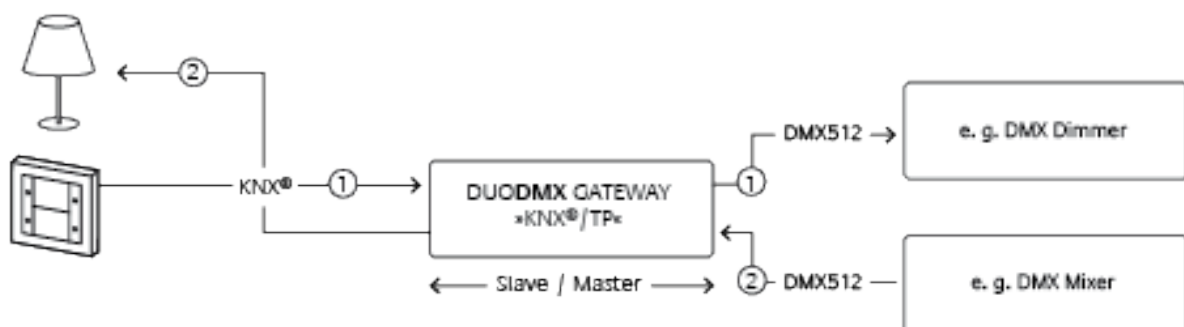 ②
DMX512
e. g. DMX Dimmer
KNX®
①
DUODMX GATEWAY
»KNX®/TP«
①
Slave / Master
②
DMX512
e. g. DMX Mixer